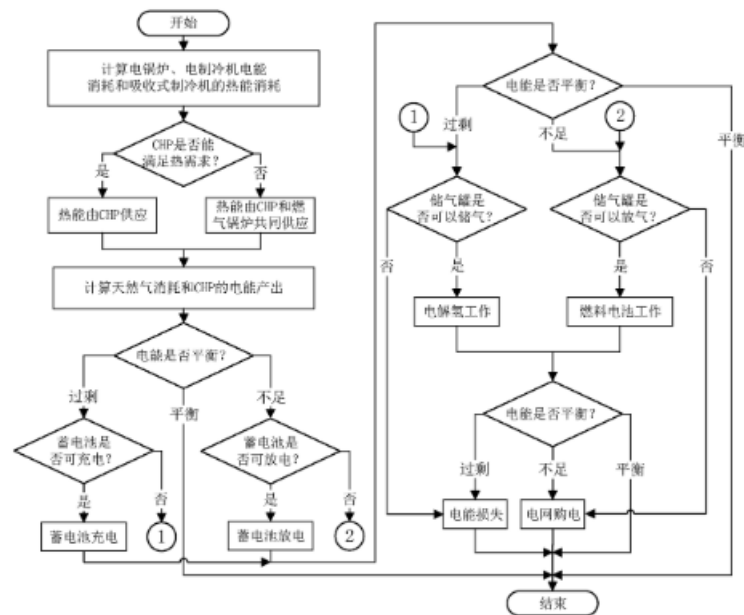 开始
计算电锅炉、电制冷机电能
消耗和吸收式制冷机的热能消耗
CHP是否能
满足热需求?
是
否
热能由CHP供应
热能由CHP和燃
气锅炉共同供应
计算天然气消耗和CHP的电能产出
电能是否平衡?
过剩
平衡
不足
蓄电池是
否可充电?
蓄电池是
否可放电?
是
否
是
否
蓄电池充电
1
蓄电池放电
2
电能是否平衡?
1
过剩
不足
2
平衡
储气罐是
否可以储气?
储气罐是
否可以放气?
否
是
是
否
电解氢工作
燃料电池工作
电能是否平衡?
过剩
不足
平衡
电能损失
电网购电
结束